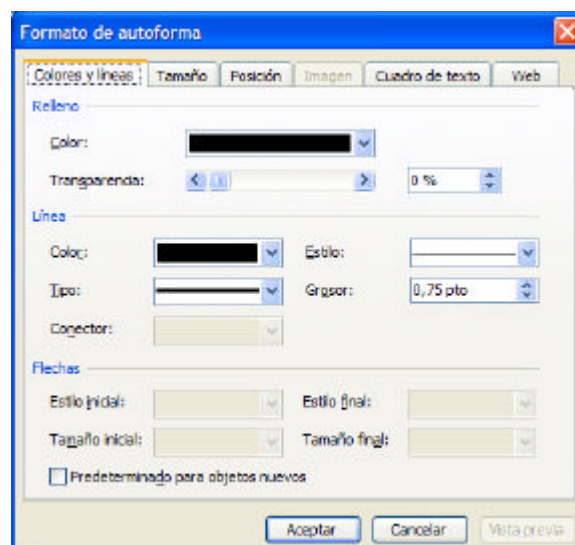 Formato de autoforma
Colores y líneas Tamaño Posición Imagen Cuadro de texto Web
Relleno
Color:
Transparencia: 0 %
Línea
Color: Estilo:
Tipo: Grosor: 0,75 pto
Conector:
Flechas
Estilo inicial: Estilo final:
Tamaño inicial: Tamaño final:
Predeterminado para objetos nuevos
Aceptar Cancelar Vista previa